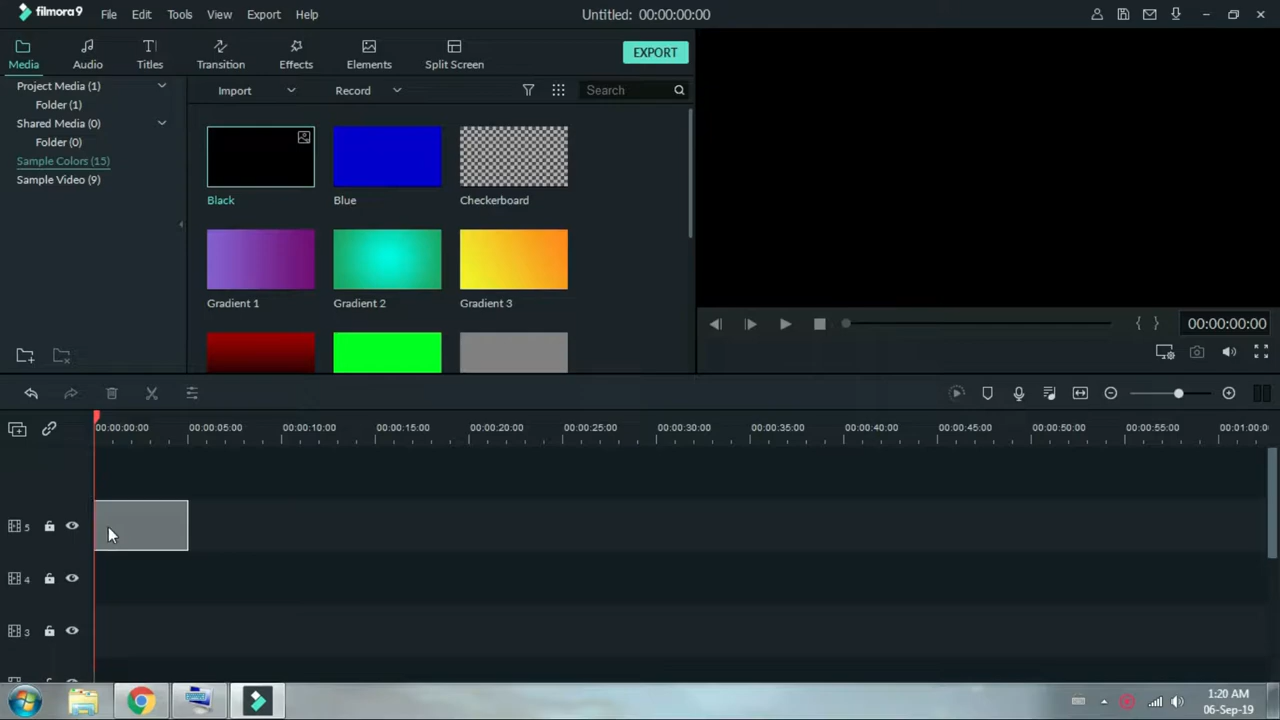 filmora 9 File Edit Tools View Export Help Untitled: 00:00:00:00
Media Audio Titles Transition Effects Elements Split Screen EXPORT
Project Media (1)
Folder (1)
Shared Media (0)
Folder (0)
Sample Colors (15)
Sample Video (9)
Import Record Search
Black Blue Checkerboard
Gradient 1 Gradient 2 Gradient 3
{ } 00:00:00:00
00:00:00:00 00:00:05:00 00:00:10:00 00:00:15:00 00:00:20:00 00:00:25:00 00:00:30:00 00:00:35:00 00:00:40:00 00:00:45:00 00:00:50:00 00:00:55:00 00:01:00:0
5
4
3
1:20 AM
06-Sep-19